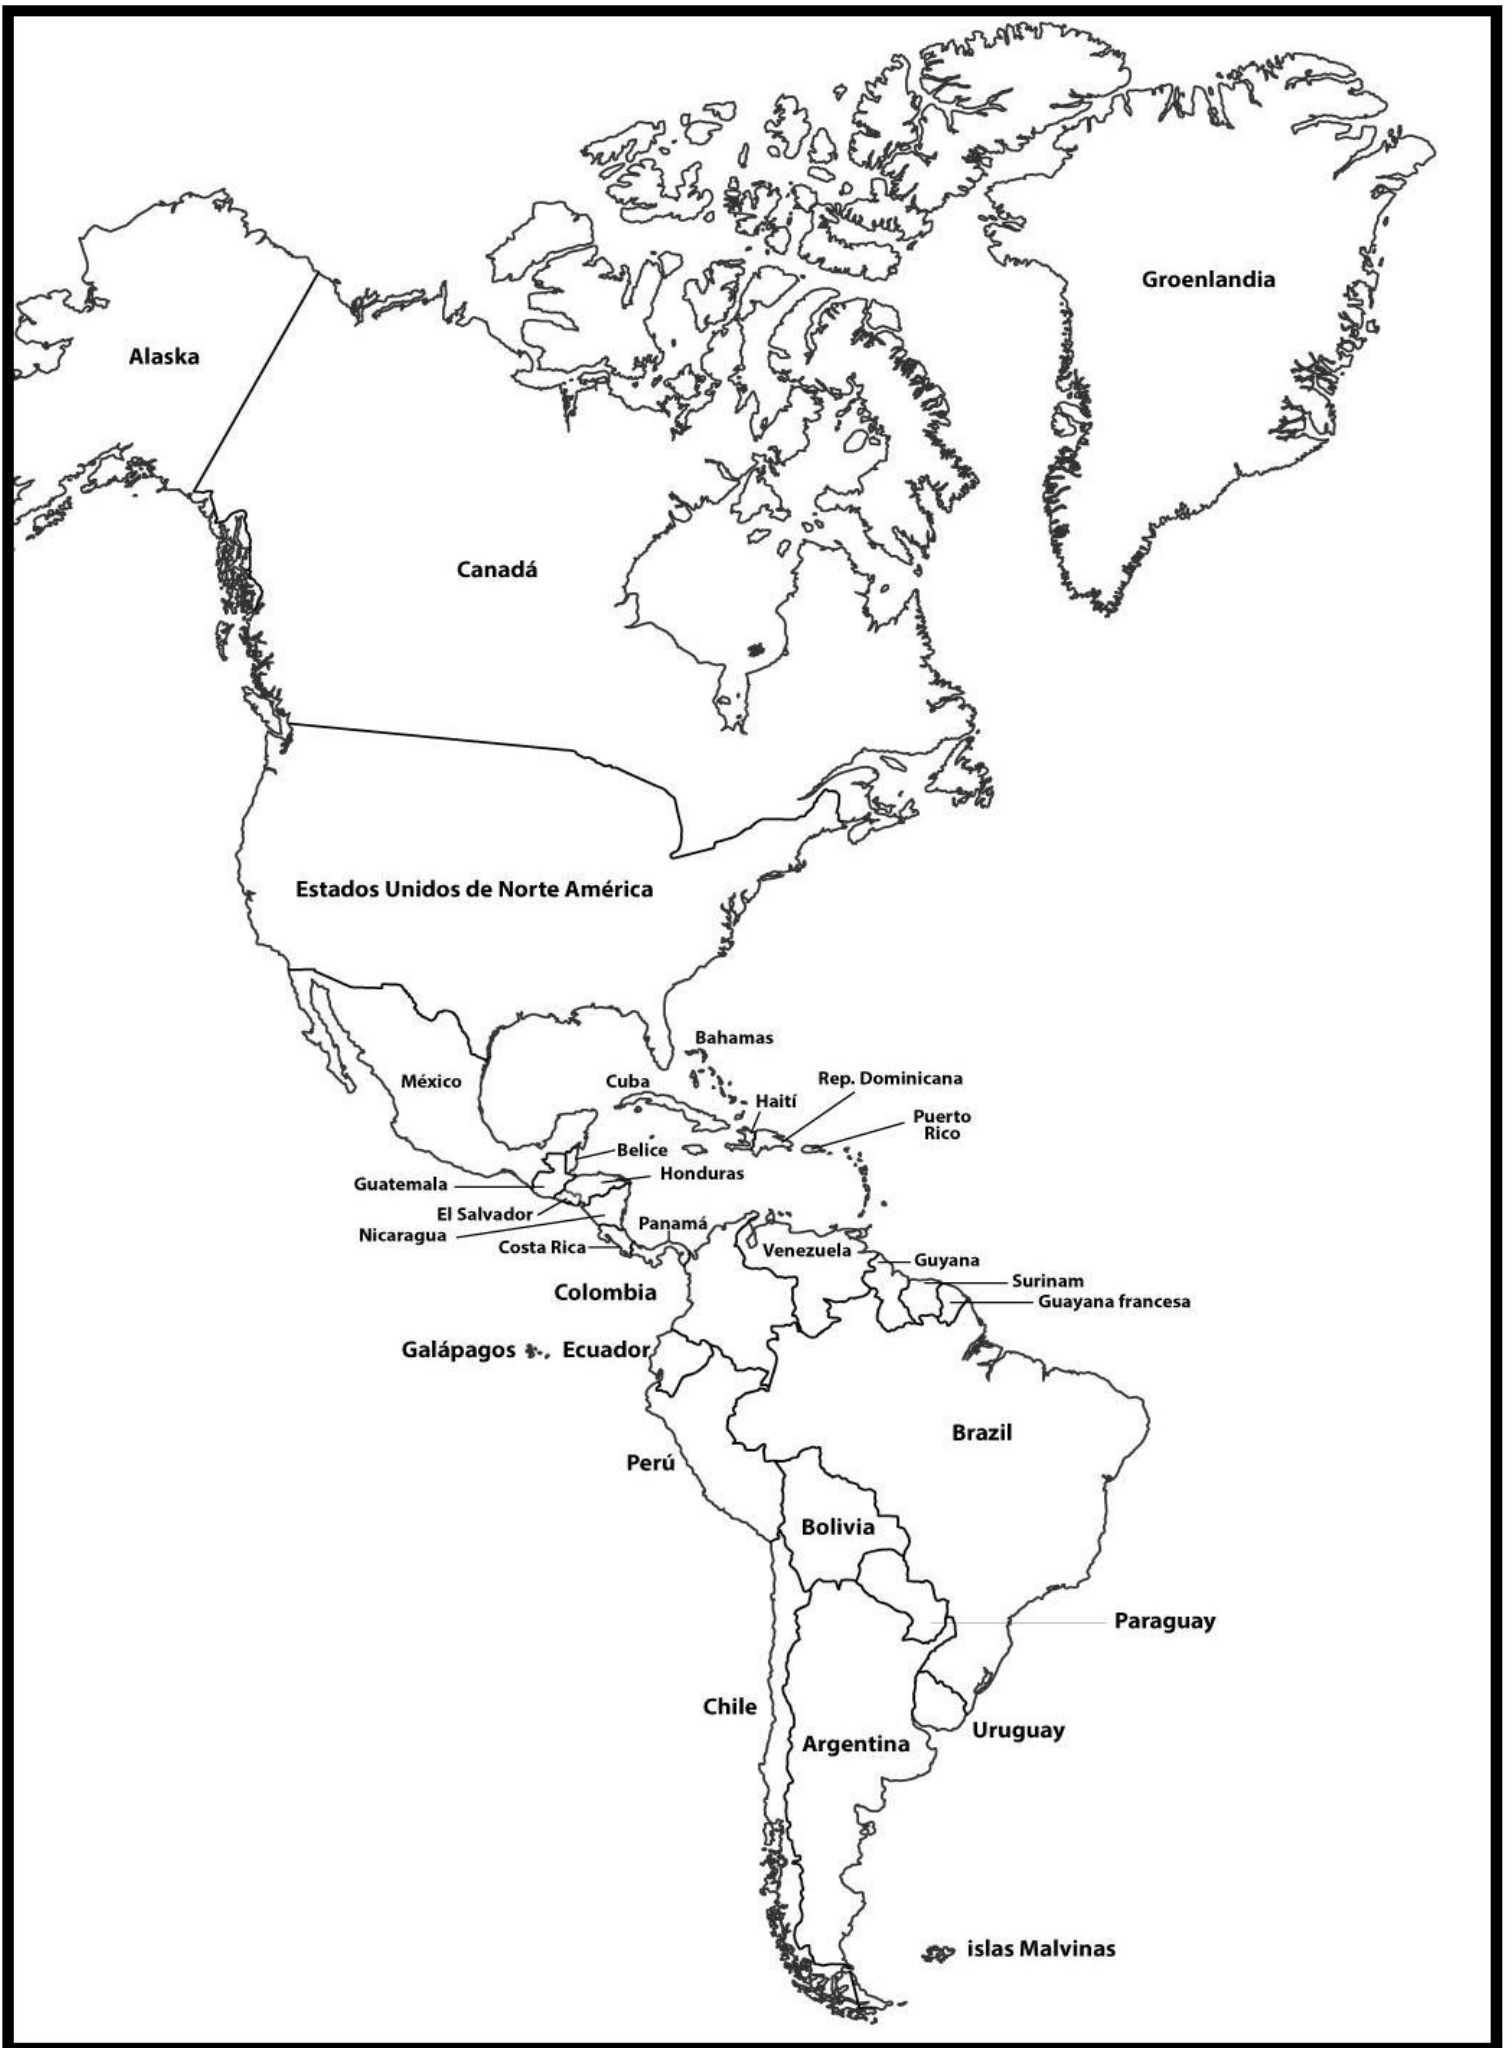 Groenlandia
Alaska
Canadá
Estados Unidos de Norte América
Bahamas
México
Cuba
Rep. Dominicana
Haití
Puerto
Rico
Belice
Honduras
Guatemala
El Salvador
Nicaragua
Panamá
Costa Rica
Venezuela
Guyana
Surinam
Colombia
Guayana francesa
Galápagos
Ecuador
Brazil
Perú
Bolivia
Paraguay
Chile
Uruguay
Argentina
islas Malvinas